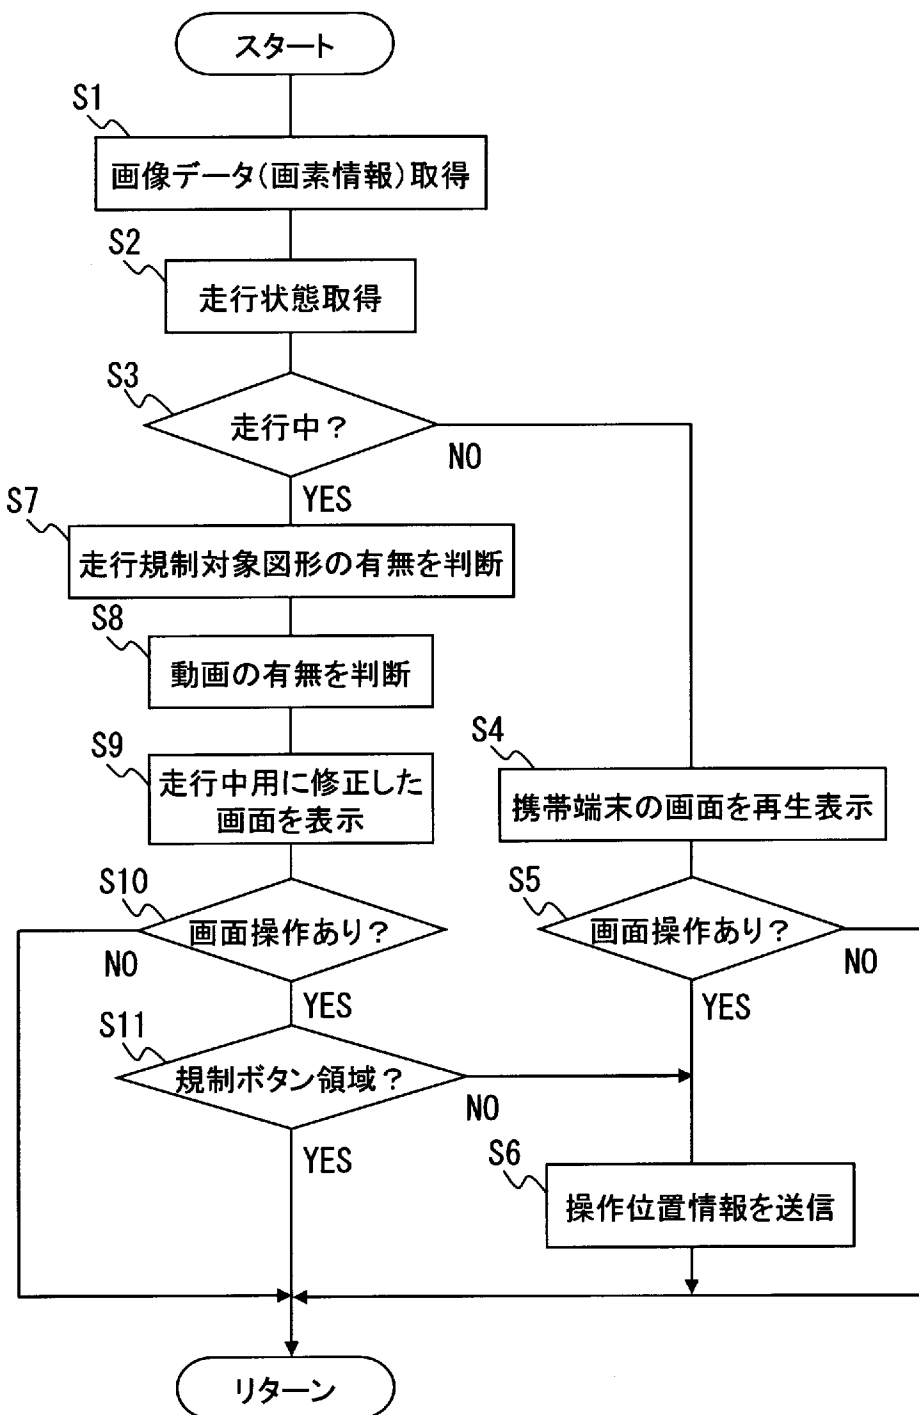 スタート
S1
画像データ(画素情報)取得
S2
走行状態取得
S3
走行中?
NO
YES
S7
走行規制対象図形の有無を判断
S8
動画の有無を判断
S9
走行中用に修正した
画面を表示
S4
携帯端末の画面を再生表示
S10
画面操作あり?
NO
YES
S5
画面操作あり?
NO
YES
S11
規制ボタン領域?
NO
YES
S6
操作位置情報を送信
リターン